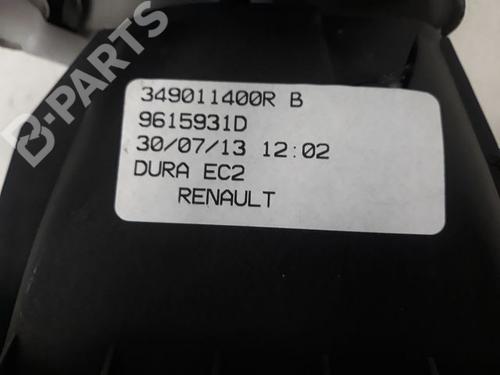 B-PARTS
349011400R B
9615931D
30/07/13 12:02
DURA EC2
RENAULT